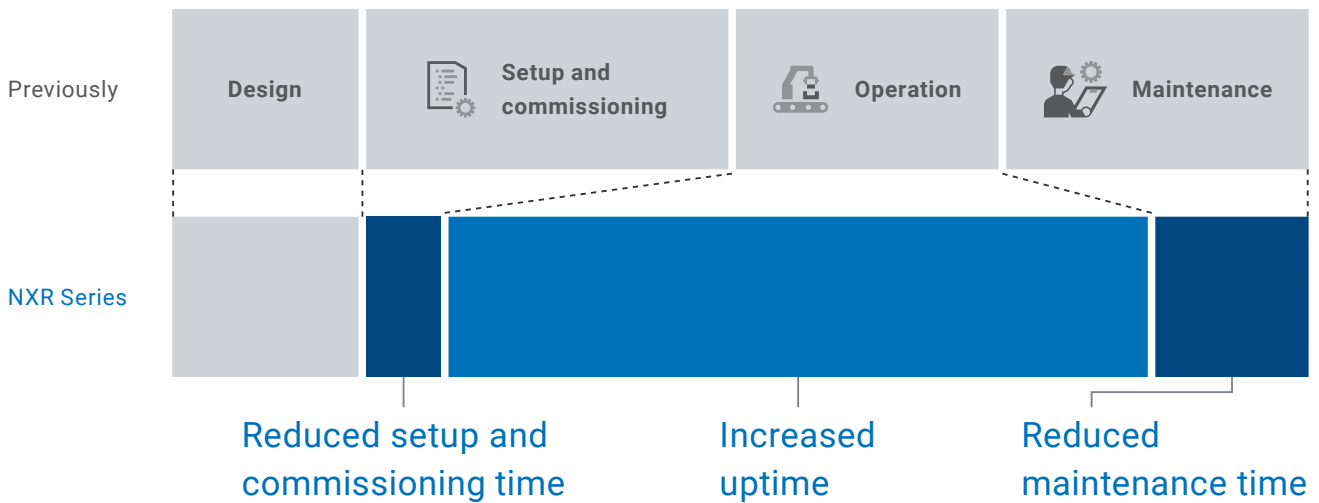 Previously
Design
Setup and
commissioning
Operation
Maintenance
NXR Series
Reduced setup and
commissioning time
Increased
uptime
Reduced
maintenance time